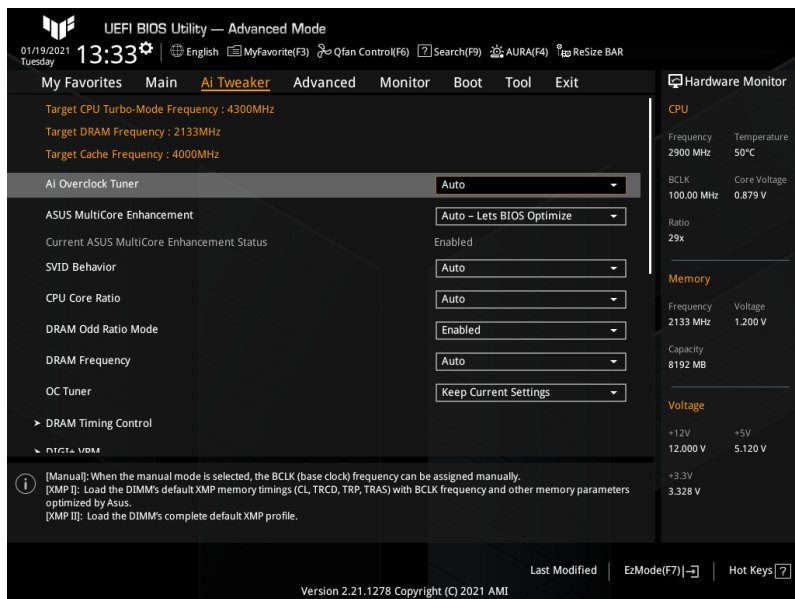 UEFI BIOS Utility — Advanced Mode
01/19/2021
Tuesday
13:33
English
MyFavorite(F3)
Qfan Control(F6)
? Search(F9)
AURA(F4)
ReSize BAR
My Favorites
Main
Ai Tweaker
Advanced
Monitor
Boot
Tool
Exit
Target CPU Turbo-Mode Frequency : 4300MHz
Target DRAM Frequency : 2133MHz
Target Cache Frequency : 4000MHz
Ai Overclock Tuner Auto
ASUS MultiCore Enhancement Auto – Lets BIOS Optimize
Current ASUS MultiCore Enhancement Status Enabled
SVID Behavior Auto
CPU Core Ratio Auto
DRAM Odd Ratio Mode Enabled
DRAM Frequency Auto
OC Tuner Keep Current Settings
DRAM Timing Control
DIGI+ VRM
[Manual]: When the manual mode is selected, the BCLK (base clock) frequency can be assigned manually.
[XMP I]: Load the DIMM's default XMP memory timings (CL, TRCD, TRP, TRAS) with BCLK frequency and other memory parameters
optimized by Asus.
[XMP II]: Load the DIMM's complete default XMP profile.
Hardware Monitor
CPU
Frequency Temperature
2900 MHz 50°C
BCLK Core Voltage
100.00 MHz 0.879 V
Ratio
29x
Memory
Frequency Voltage
2133 MHz 1.200 V
Capacity
8192 MB
Voltage
+12V +5V
12.000 V 5.120 V
+3.3V
3.328 V
Last Modified
EzMode(F7)
Hot Keys ?
Version 2.21.1278 Copyright (C) 2021 AMI